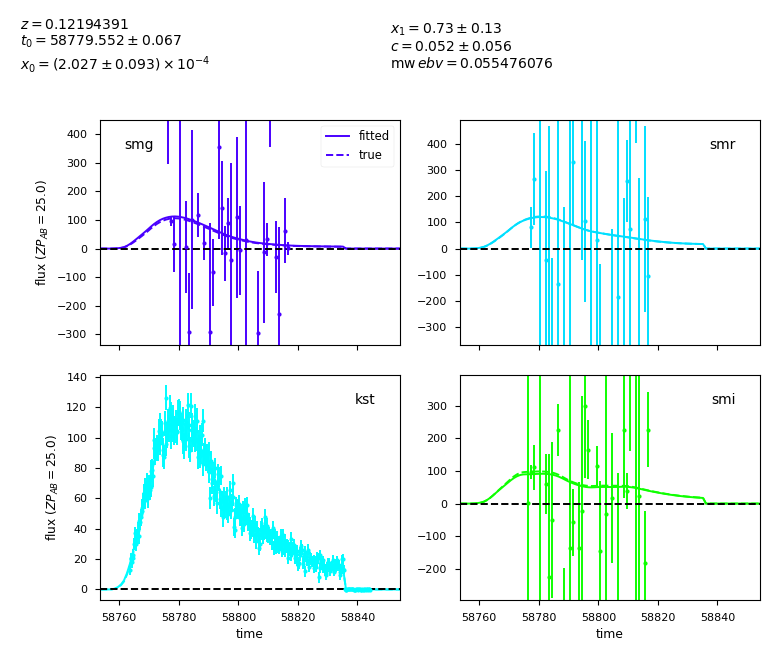 z = 0.12194391
t0 = 58779.552 ± 0.067
x0 = (2.027 ± 0.093) × 10^−4
x1 = 0.73 ± 0.13
c = 0.052 ± 0.056
mw ebv = 0.055476076
400
300
200
100
0
−100
−200
−300
flux (ZP_AB = 25.0)
smg
fitted
true
400
300
200
100
0
−100
−200
−300
smr
140
120
100
80
60
40
20
0
flux (ZP_AB = 25.0)
kst
58760 58780 58800 58820 58840
time
300
200
100
0
−100
−200
smi
58760 58780 58800 58820 58840
time